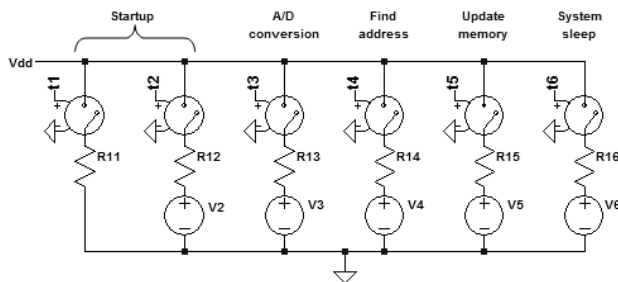 Startup
A/D
conversion
Find
address
Update
memory
System
sleep
Vdd
t1
t2
t3
t4
t5
t6
+
+
+
+
+
+
R11
R12
R13
R14
R15
R16
+
+
+
+
+
V2
V3
V4
V5
V6